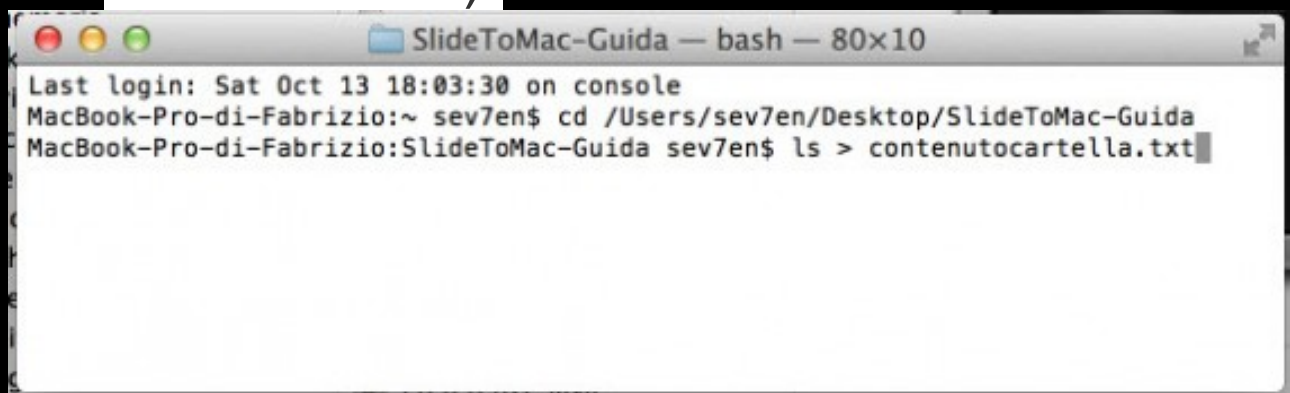 SlideToMac-Guida — bash — 80×10
Last login: Sat Oct 13 18:03:30 on console
MacBook-Pro-di-Fabrizio:~ sev7en$ cd /Users/sev7en/Desktop/SlideToMac-Guida
MacBook-Pro-di-Fabrizio:SlideToMac-Guida sev7en$ ls > contenutocartella.txt